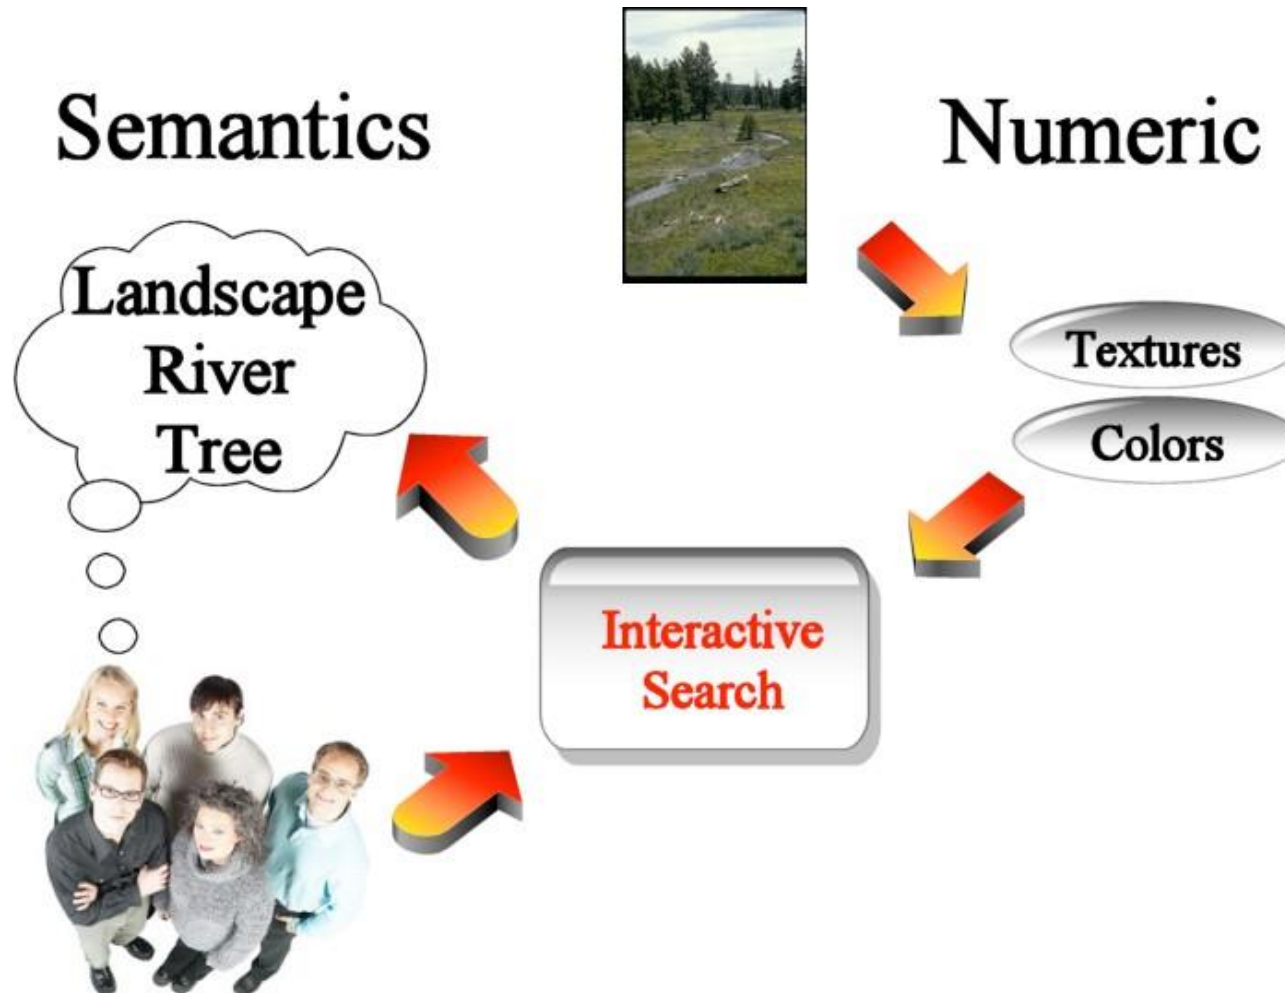 Semantics
Numeric
Landscape
River
Tree
Textures
Colors
Interactive
Search